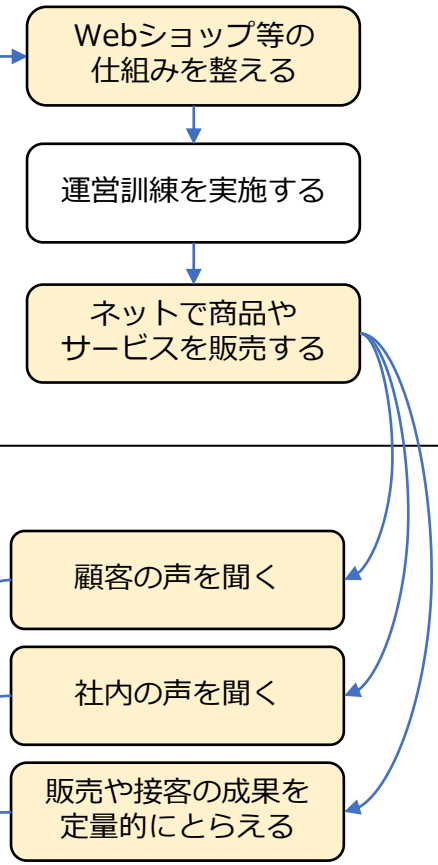 Webショップ等の
仕組みを整える
運営訓練を実施する
ネットで商品や
サービスを販売する
顧客の声を聞く
社内の声を聞く
販売や接客の成果を
定量的にとらえる